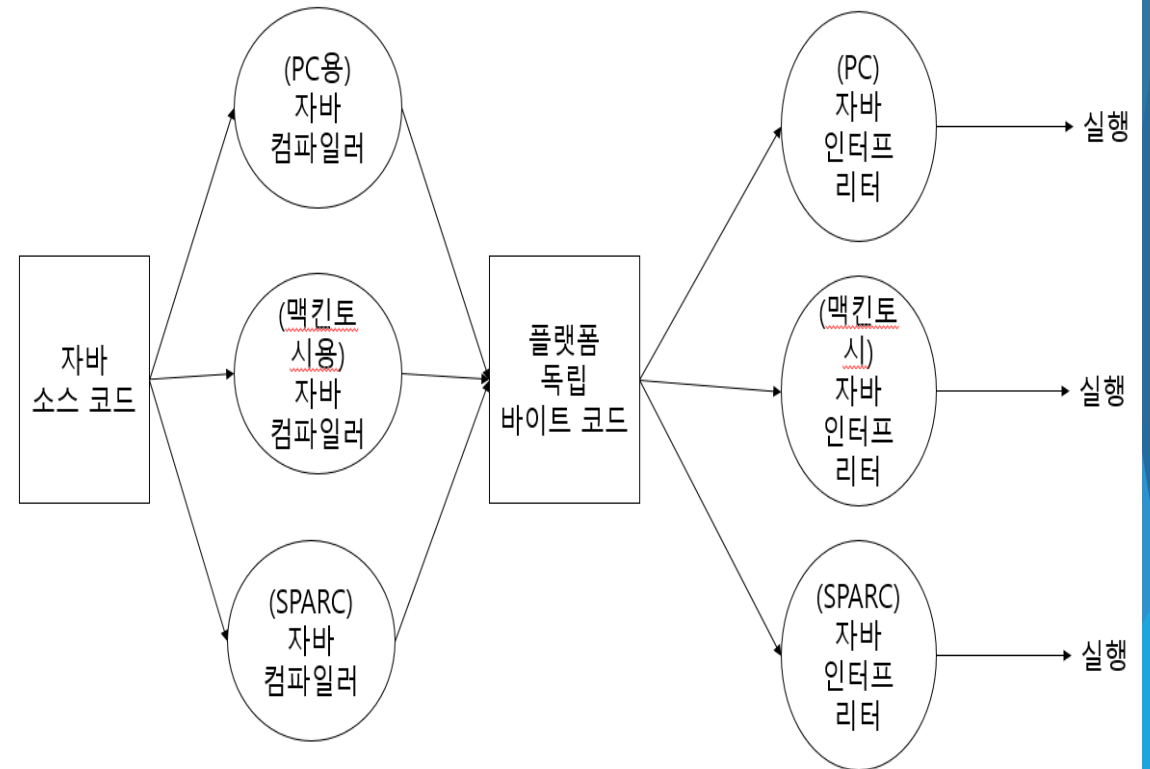 자바
소스 코드
(PC용)
자바
컴파일러
(맥킨토
시용)
자바
컴파일러
(SPARC)
자바
컴파일러
플랫폼
독립
바이트 코드
(PC)
자바
인터프
리터
실행
(맥킨토
시)
자바
인터프
리터
실행
(SPARC)
자바
인터프
리터
실행